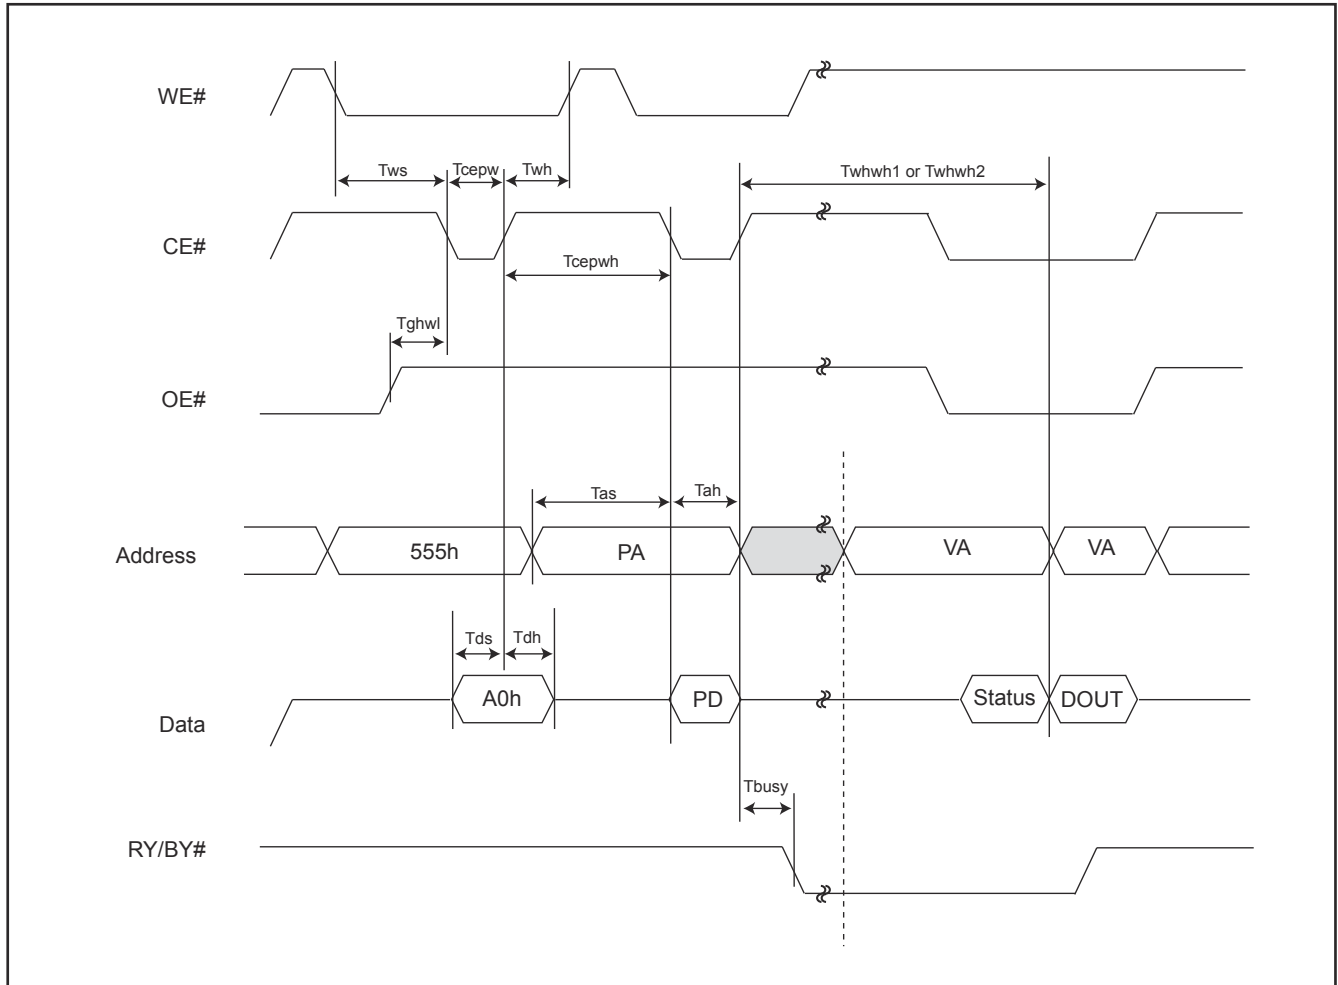 WE#
Tws
Tcepw
Twh
Twhwh1 or Twhwh2
CE#
Tcepwh
Tghwl
OE#
Tas
Tah
Address
555h
PA
VA
VA
Tds
Tdh
Data
A0h
PD
Status
DOUT
Tbusy
RY/BY#